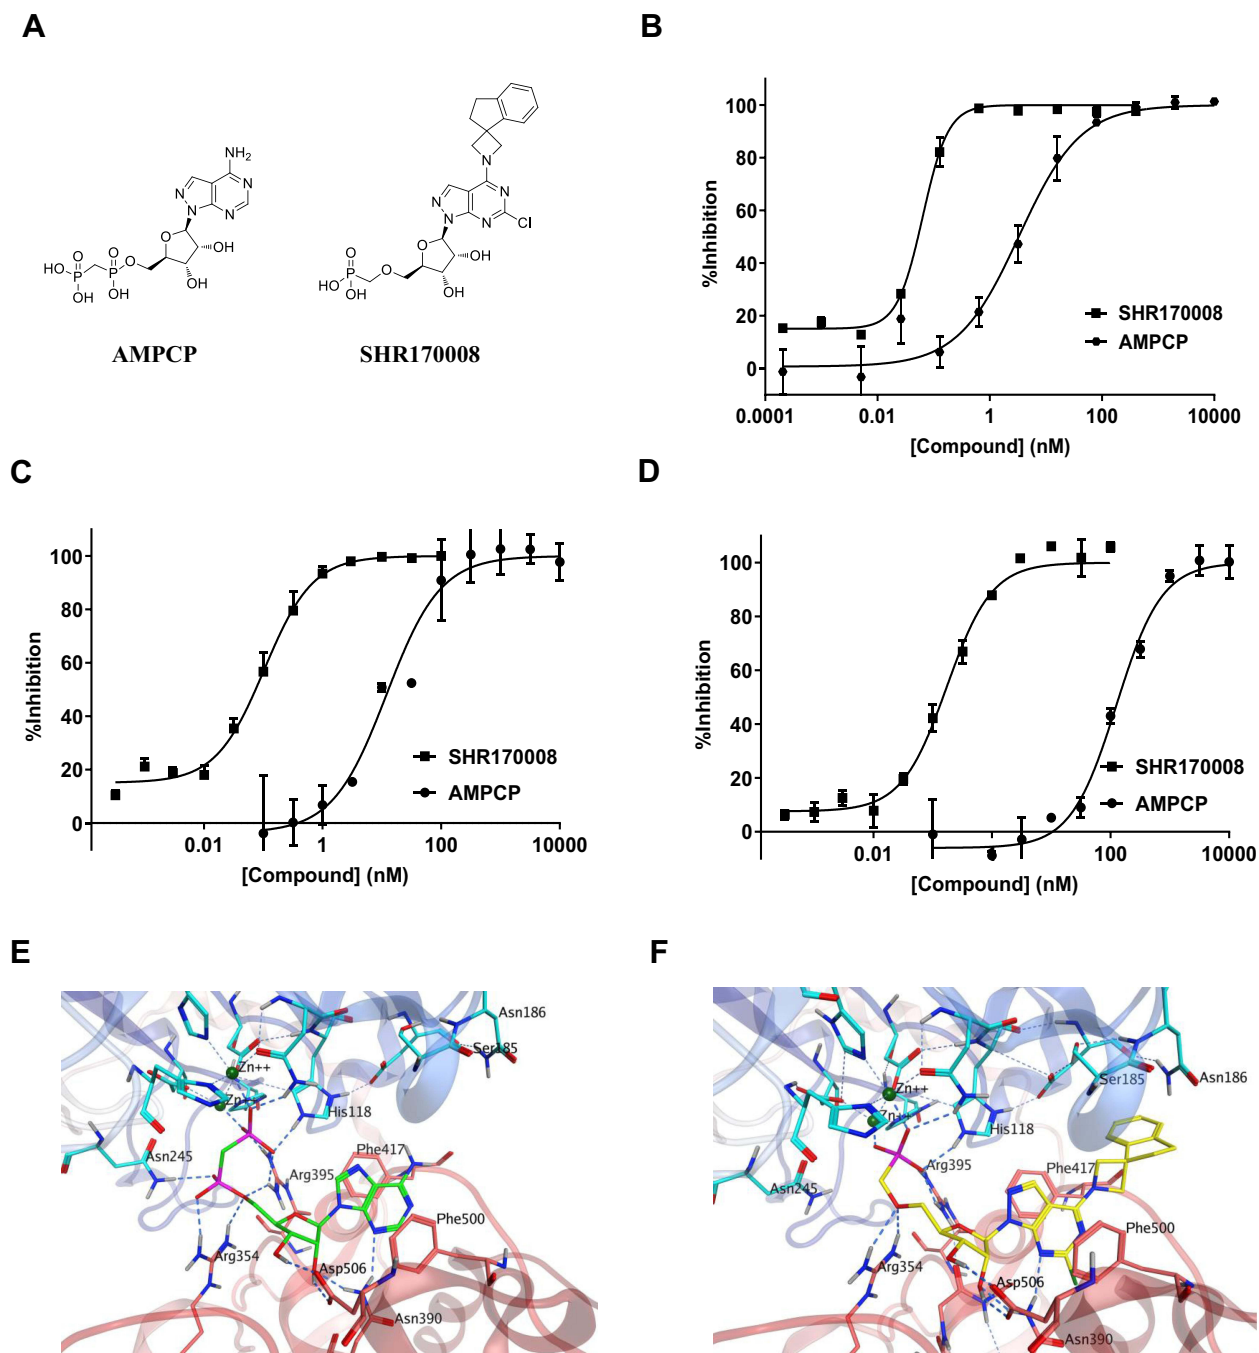 A
B
NH2
N
N
N
N
N
O
OH
OH
O
P
HO
OH
O
P
OH
O
AMPCP
N
N
N
N
N
N
Cl
O
OH
OH
O
HO
P
HO
O
SHR170008
%Inhibition
100
80
60
40
20
0
SHR170008
AMPCP
0.0001
0.01
1
100
10000
[Compound] (nM)
C
%Inhibition
100
80
60
40
20
0
SHR170008
AMPCP
0.01
1
100
10000
[Compound] (nM)
D
%Inhibition
100
80
60
40
20
0
SHR170008
AMPCP
0.01
1
100
10000
[Compound] (nM)
E
Asn186
Ser185
Zn++
Zn++
His118
Asn245
Phe417
Arg395
Phe500
Arg354
Asp506
Asn390
F
Ser185
Asn186
Zn++
Zn++
His118
Arg395
Phe417
Asn245
Phe500
Arg354
Asp506
Asn390